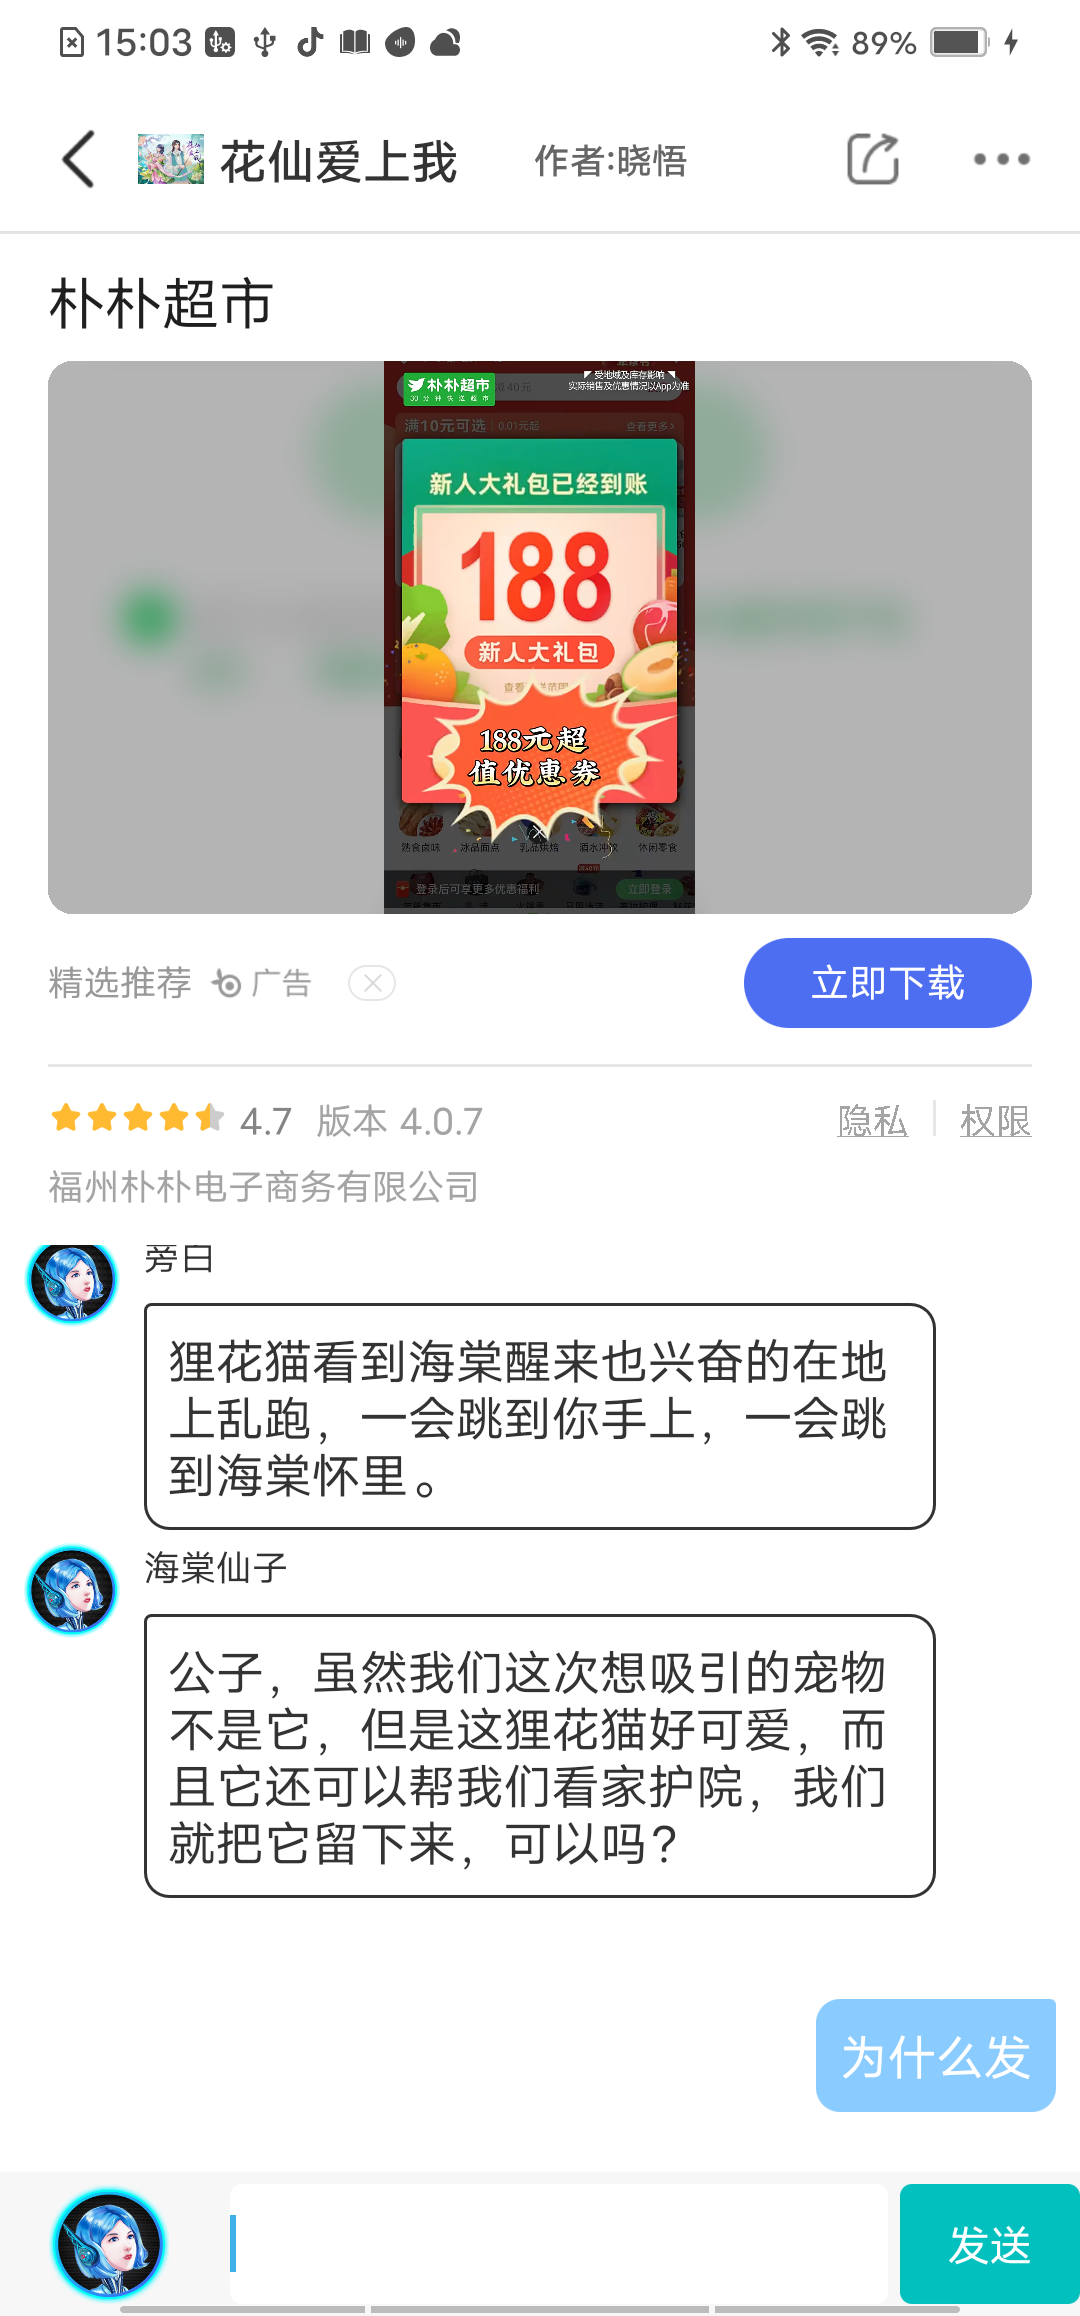 15:03
89%
花仙爱上我
作者:晓悟
朴朴超市
朴朴超市
30分钟快送超市
受地域及库存影响
实际销售及优惠情况以App为准
满10元可选 0.01元起
查看更多>
新人大礼包已经到账
188
新人大礼包
188元超
值优惠券
熟食卤味 冰品面点 乳品烘焙 酒水冲饮 休闲零食
登录后可享更多优惠福利
立即登录
精选推荐
广告
立即下载
4.7 版本 4.0.7
隐私
权限
福州朴朴电子商务有限公司
旁白
狸花猫看到海棠醒来也兴奋的在地
上乱跑，一会跳到你手上，一会跳
到海棠怀里。
海棠仙子
公子，虽然我们这次想吸引的宠物
不是它，但是这狸花猫好可爱，而
且它还可以帮我们看家护院，我们
就把它留下来，可以吗？
为什么发
发送